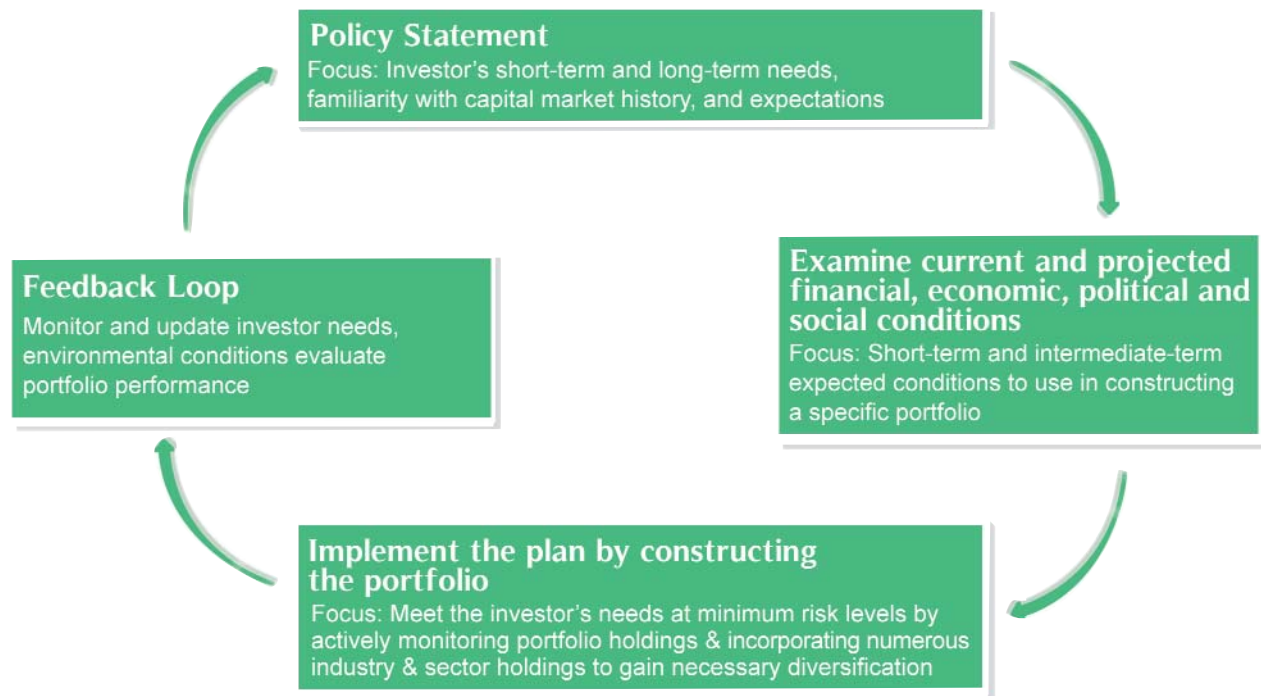 Policy Statement
Focus: Investor's short-term and long-term needs,
familiarity with capital market history, and expectations
Examine current and projected
financial, economic, political and
social conditions
Focus: Short-term and intermediate-term
expected conditions to use in constructing
a specific portfolio
Implement the plan by constructing
the portfolio
Focus: Meet the investor's needs at minimum risk levels by
actively monitoring portfolio holdings & incorporating numerous
industry & sector holdings to gain necessary diversification
Feedback Loop
Monitor and update investor needs,
environmental conditions evaluate
portfolio performance